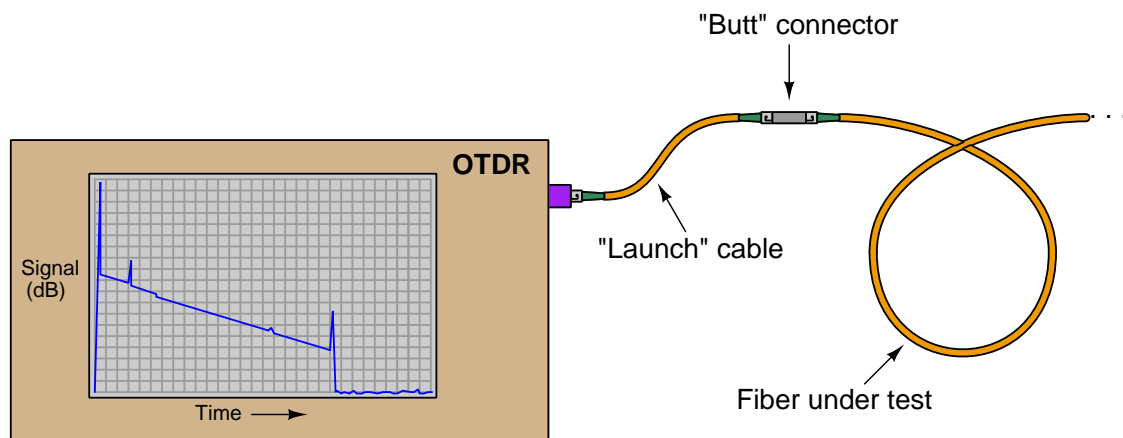 "Butt" connector
OTDR
"Launch" cable
Signal
(dB)
Time
Fiber under test